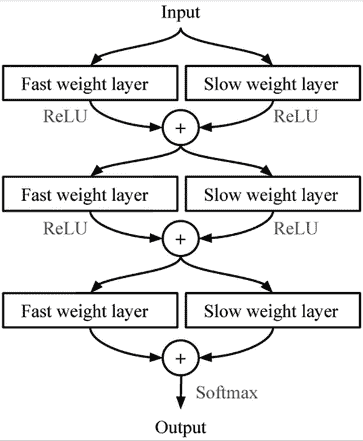 Input
Fast weight layer Slow weight layer
ReLU ReLU
+
Fast weight layer Slow weight layer
ReLU ReLU
+
Fast weight layer Slow weight layer
+
Softmax
Output